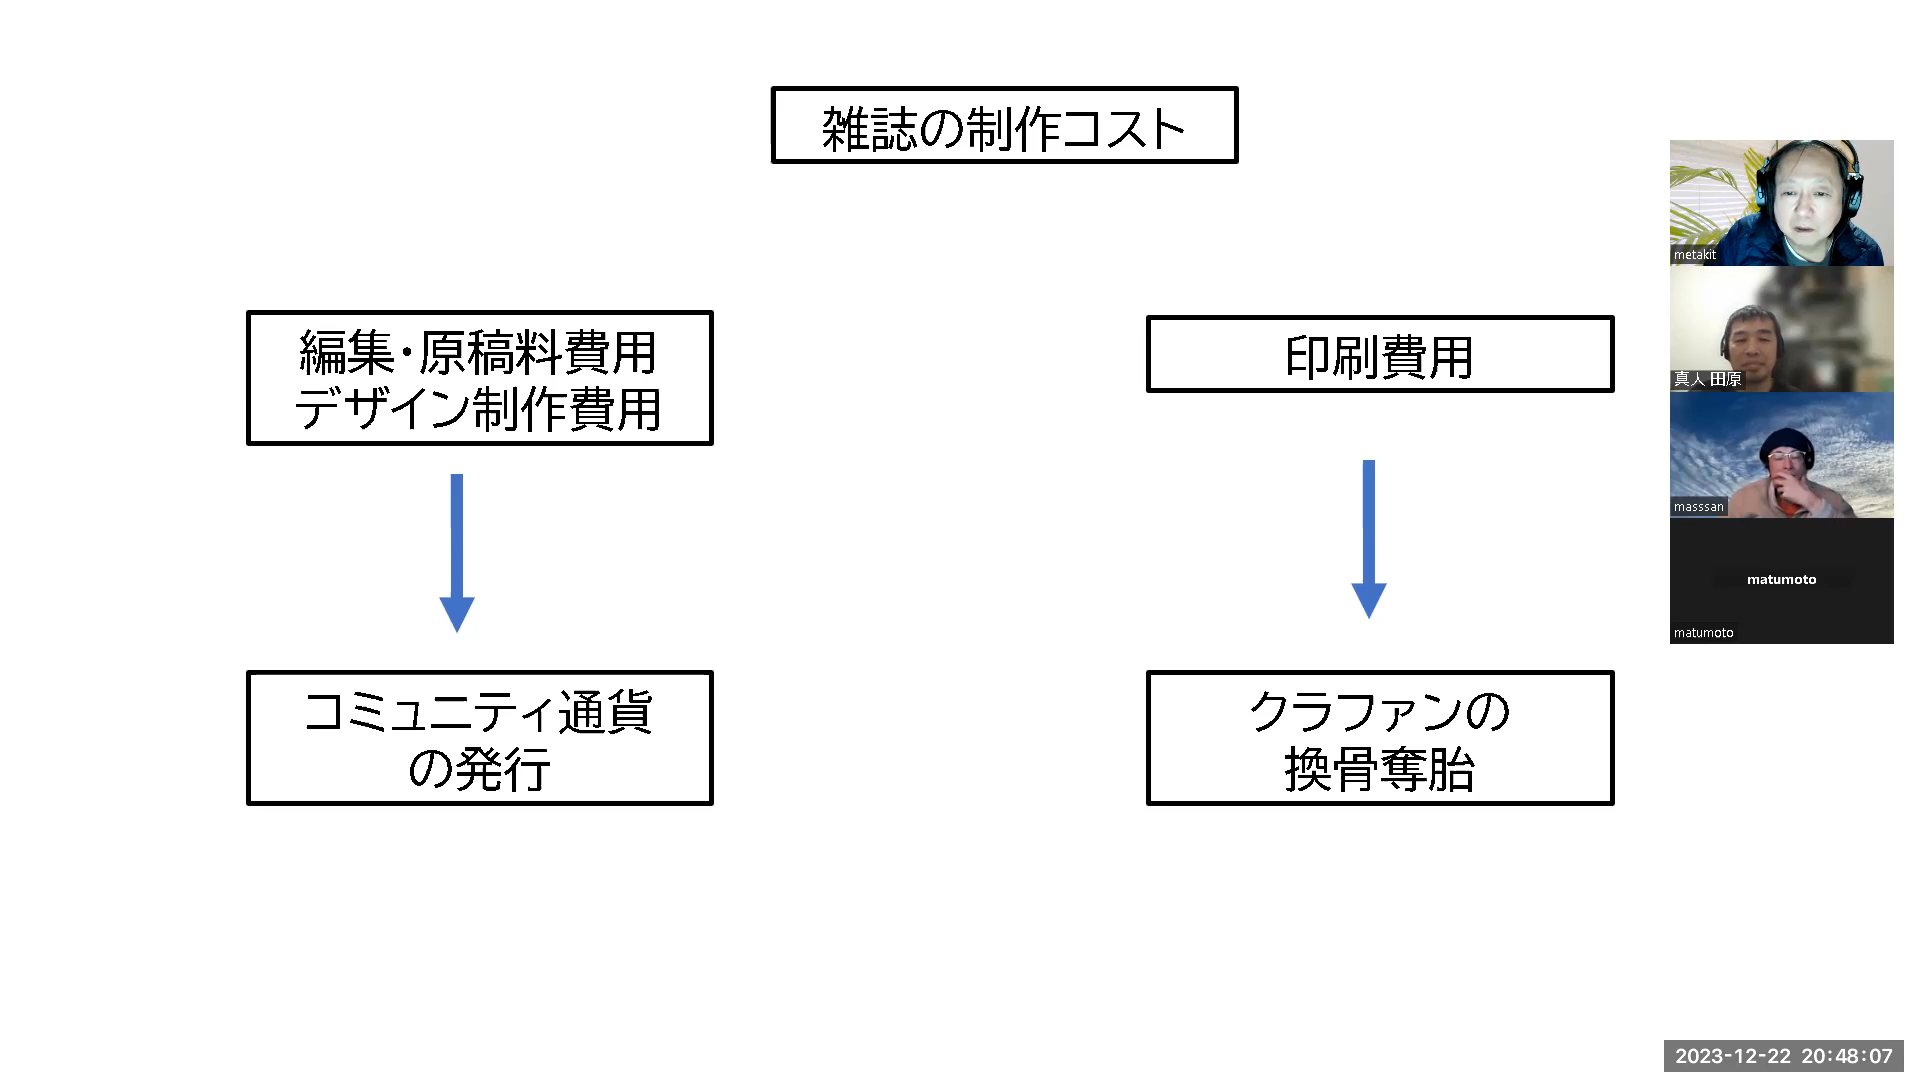 雑誌の制作コスト
編集・原稿料費用
デザイン制作費用
印刷費用
コミュニティ通貨
の発行
クラファンの
換骨奪胎
metakit
真人 田原
masssan
matumoto
matumoto
2023-12-22 20:48:07